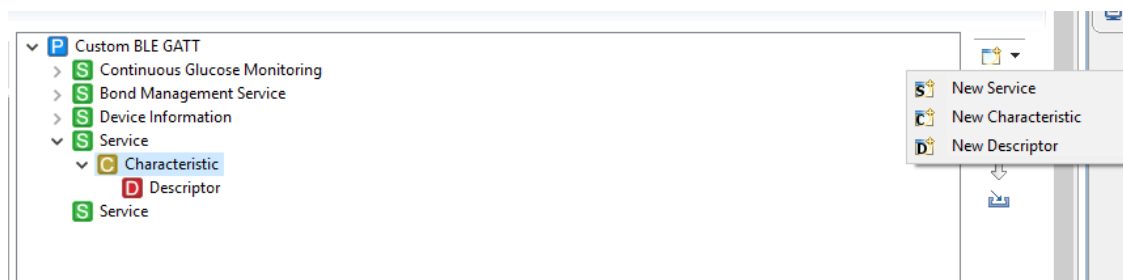 P Custom BLE GATT
S Continuous Glucose Monitoring
S Bond Management Service
S Device Information
S Service
C Characteristic
D Descriptor
S Service
S New Service
C New Characteristic
D New Descriptor